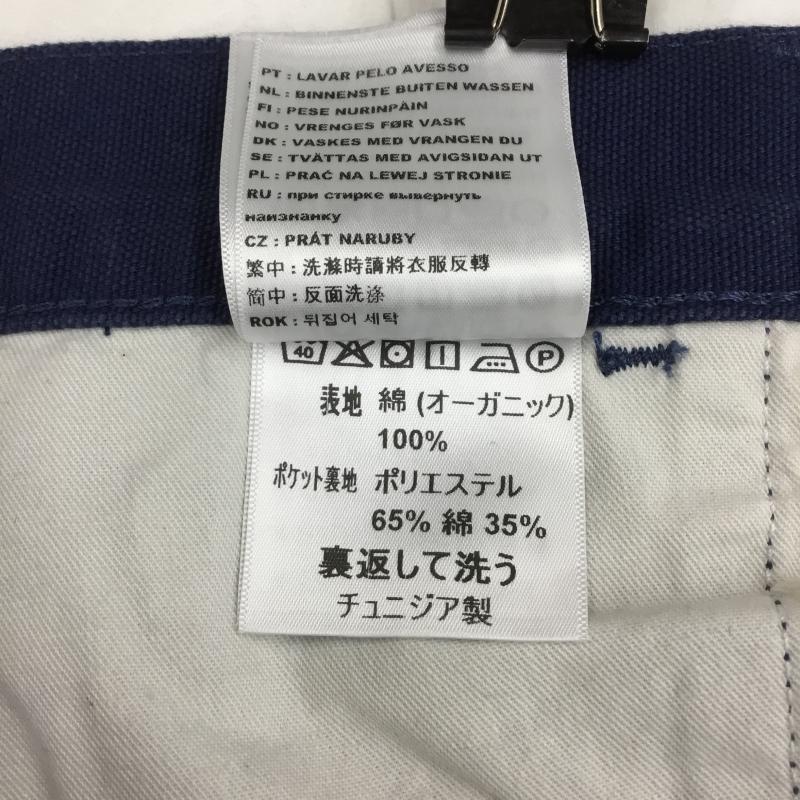 PT : LAVAR PELO AVESSO
NL : BINNENSTE BUITEN WASSEN
FI : PESE NURINPÄIN
NO : VRENGES FØR VASK
DK : VASKES MED VRANGEN DU
SE : TVÄTTAS MED AVIGSIDAN UT
PL : PRAĆ NA LEWEJ STRONIE
RU : при стирке вывернуть
наизнанку
CZ : PRÁT NARUBY
繁中 : 洗滌時請將衣服反轉
简中 : 反面洗涤
ROK : 뒤집어 세탁
40 P
表地 綿 (オーガニック)
100%
ポケット裏地 ポリエステル
65% 綿 35%
裏返して洗う
チュニジア製